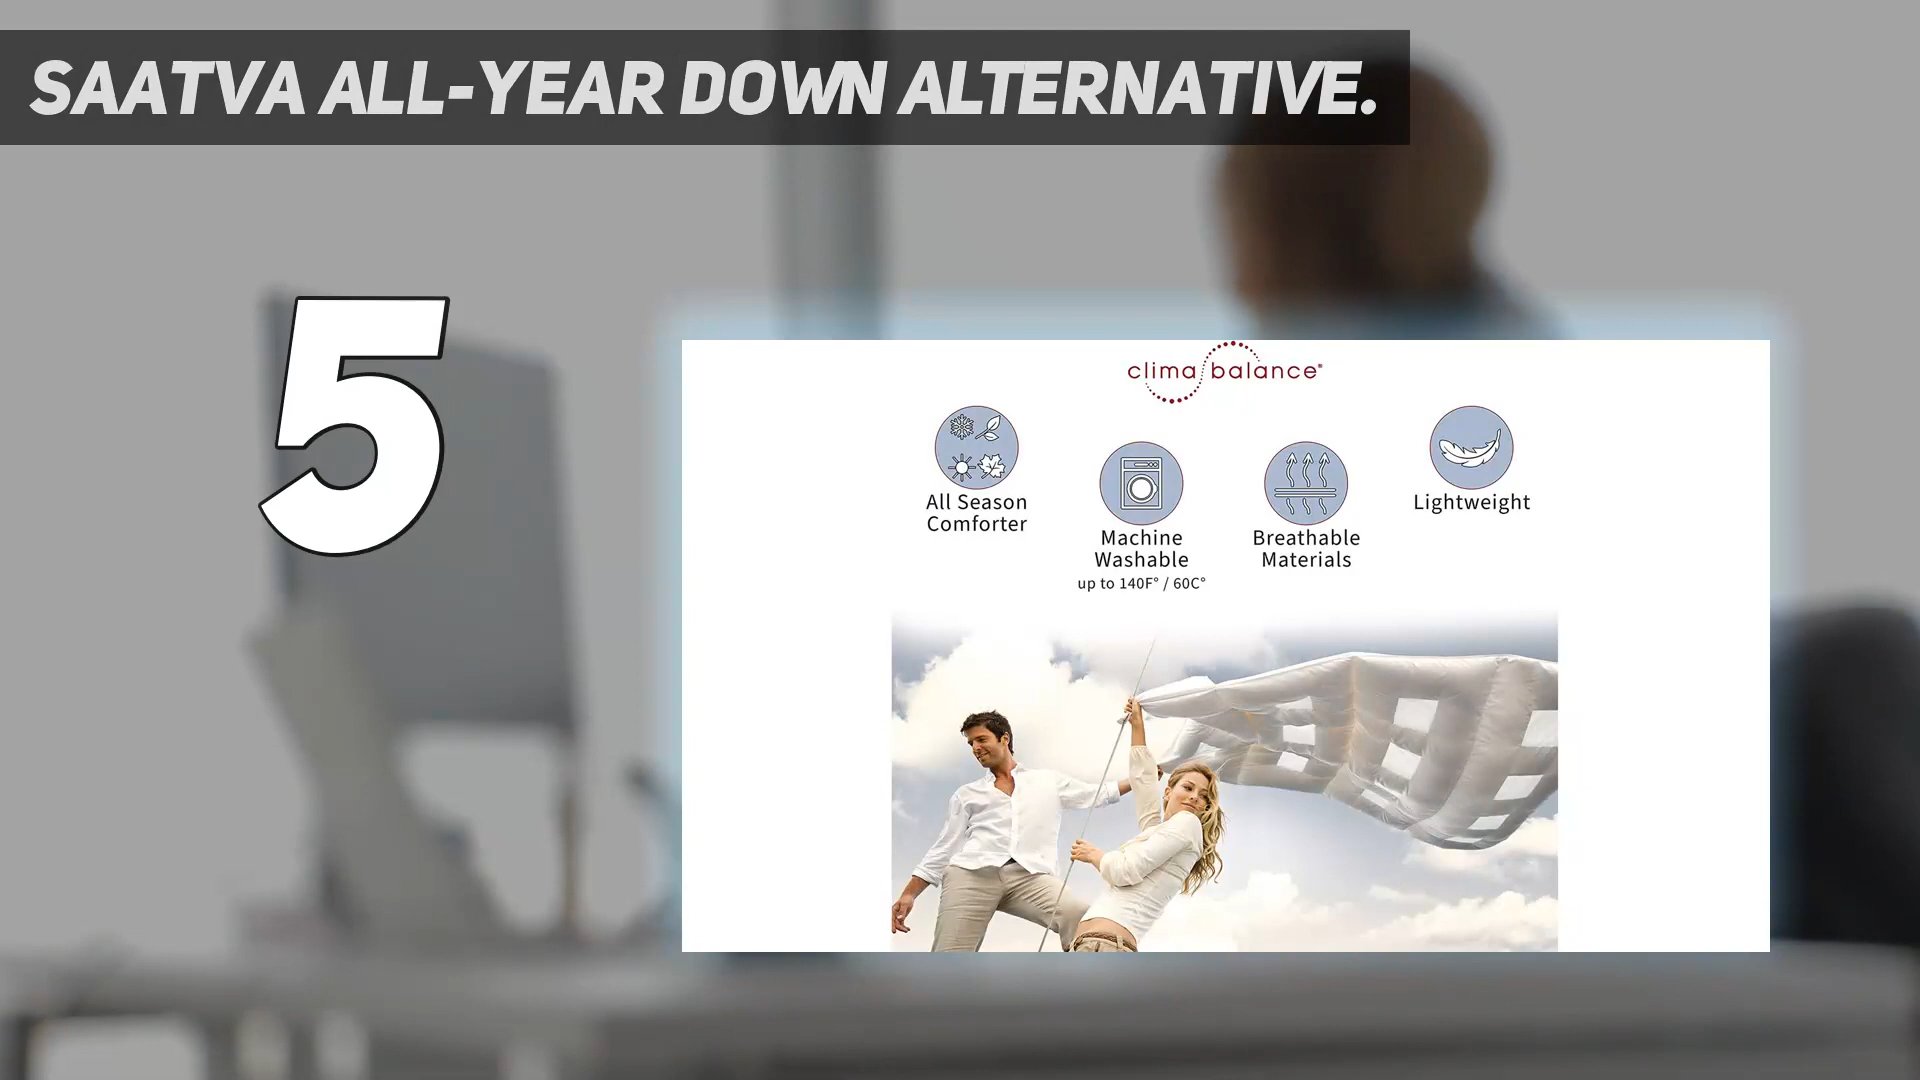 SAATVA ALL-YEAR DOWN ALTERNATIVE.
5
clima balance®
All Season
Comforter
Machine
Washable
up to 140F° / 60C°
Breathable
Materials
Lightweight